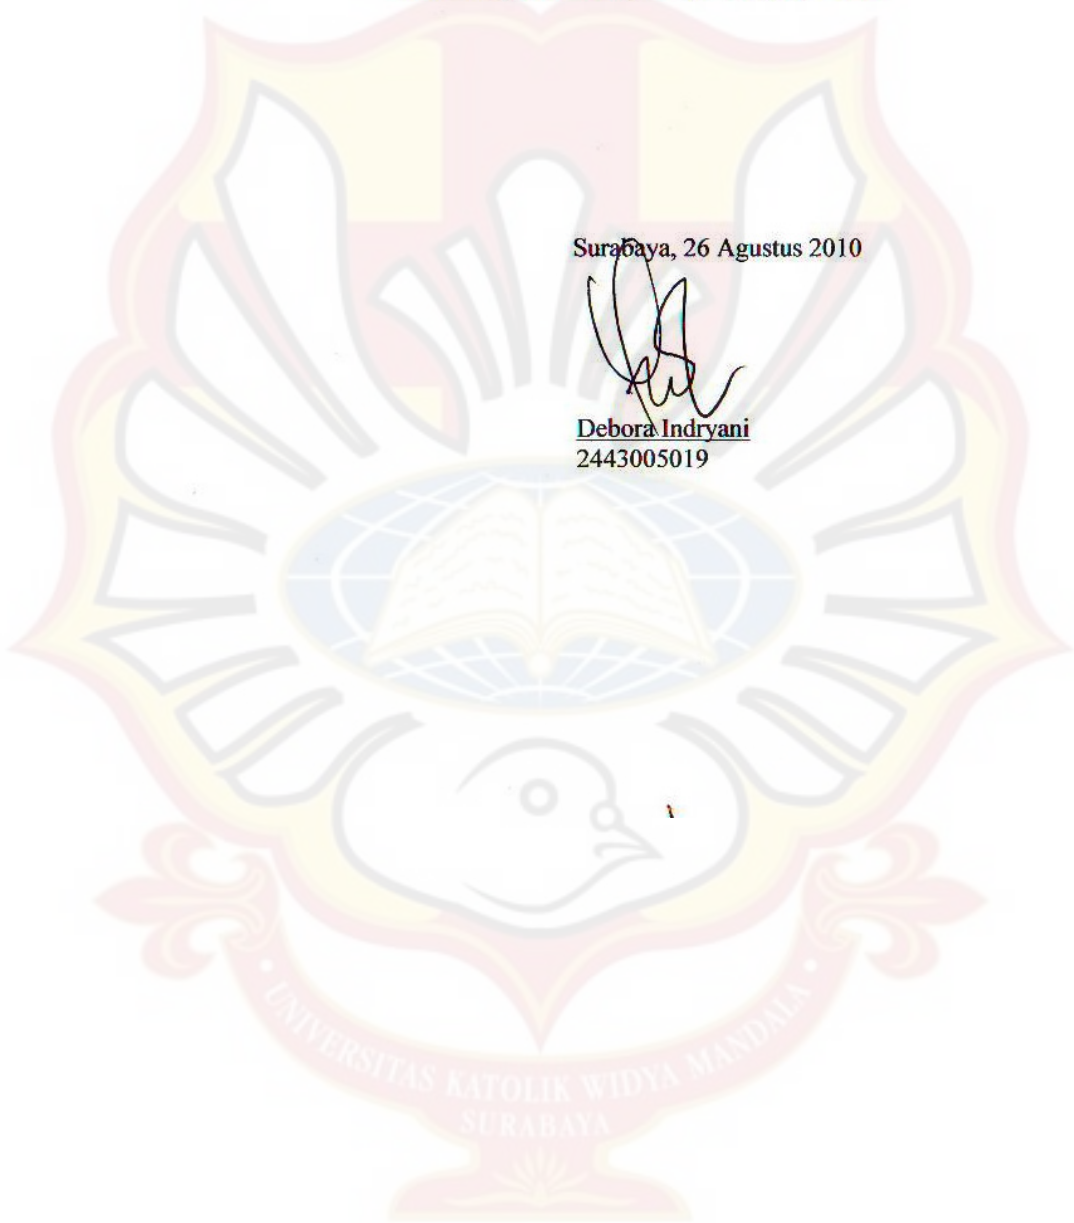 Surabaya, 26 Agustus 2010
Debora Indryani
2443005019
UNIVERSITAS KATOLIK WIDYA MANDALA
SURABAYA